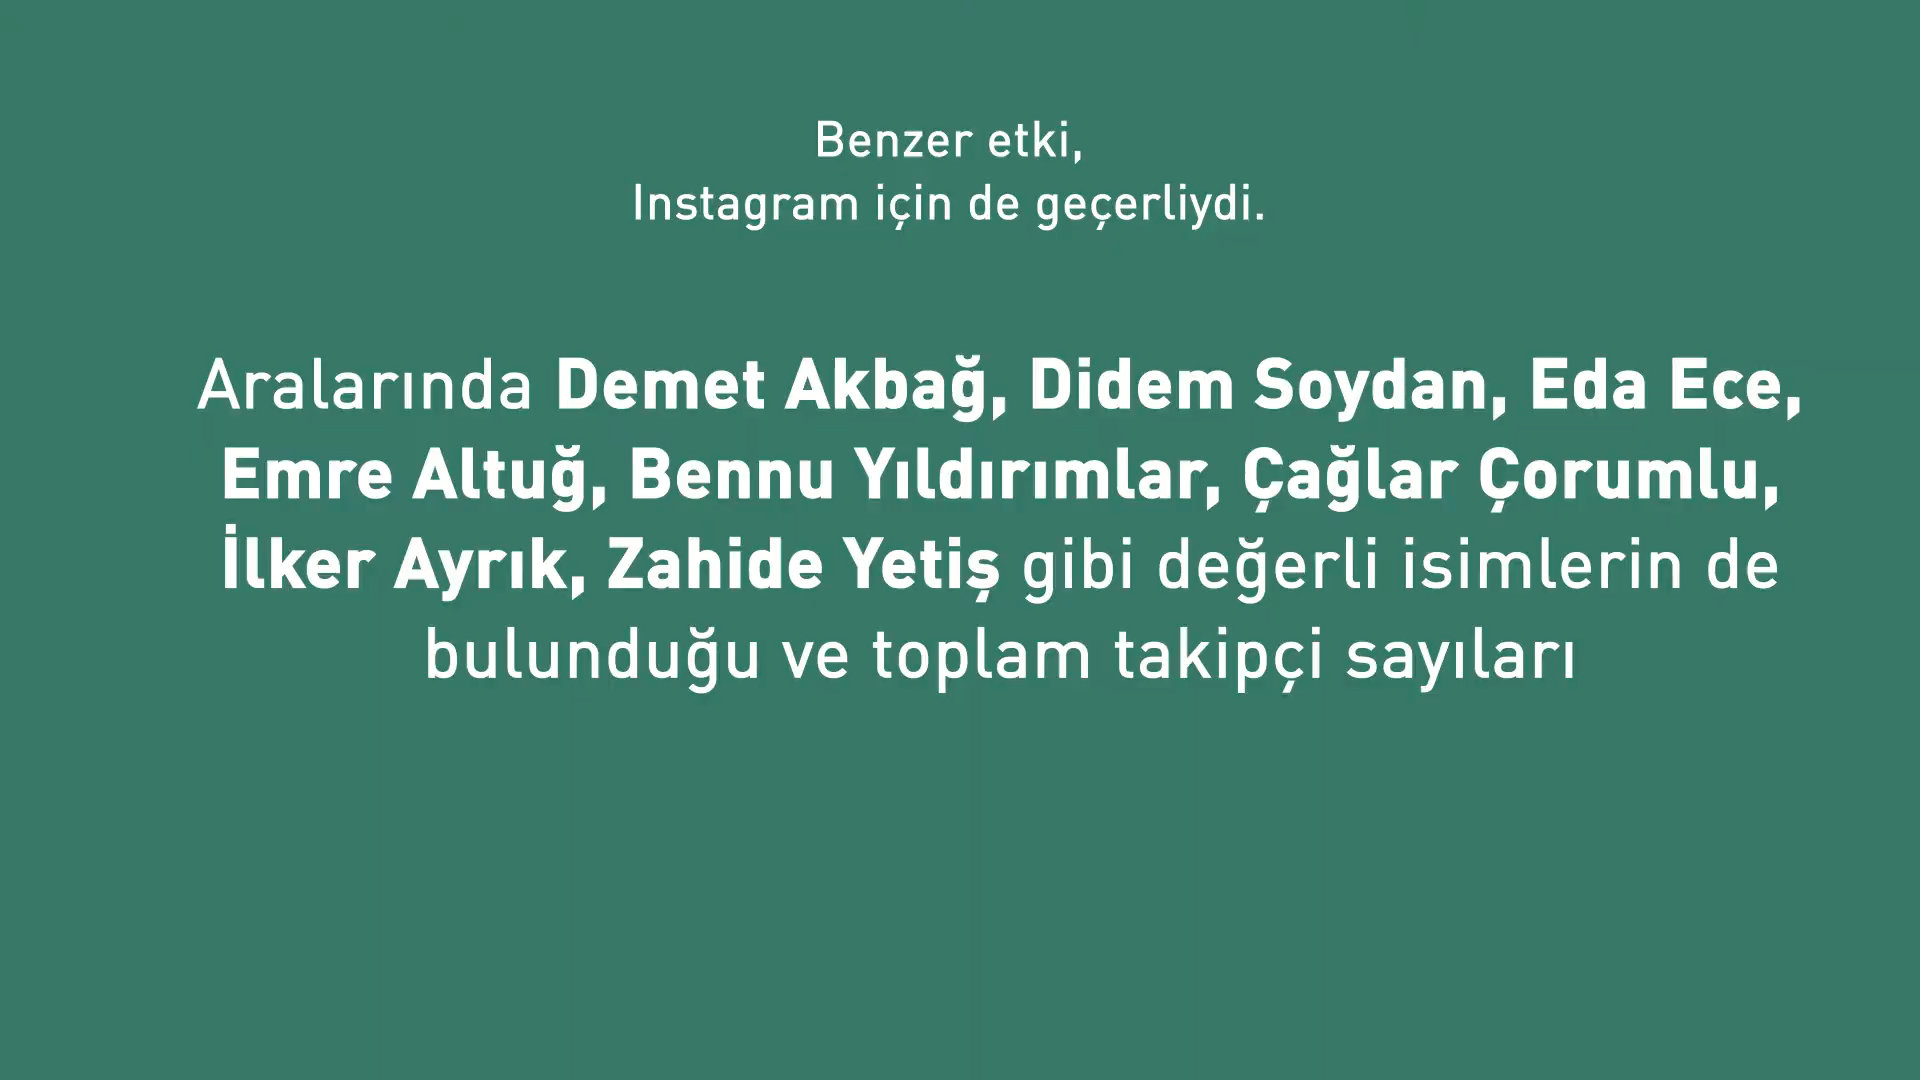 Benzer etki,
Instagram için de geçerliydi.
Aralarında Demet Akbağ, Didem Soydan, Eda Ece,
Emre Altuğ, Bennu Yıldırımlar, Çağlar Çorumlu,
İlker Ayrık, Zahide Yetiş gibi değerli isimlerin de
bulunduğu ve toplam takipçi sayıları